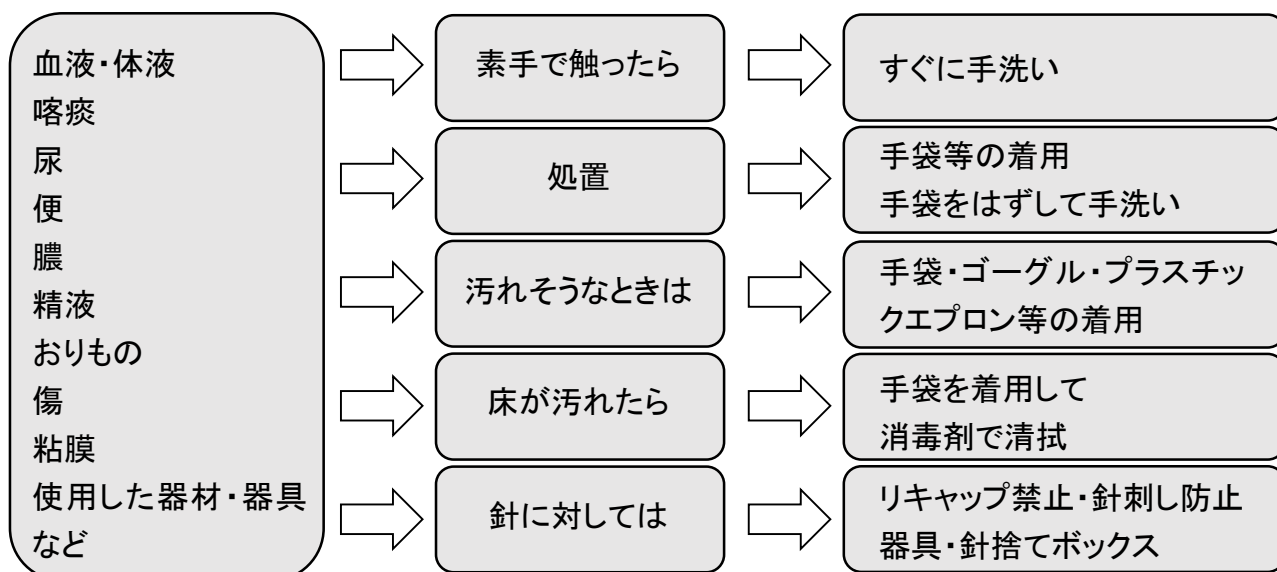 血液・体液
喀痰
尿
便
膿
精液
おりもの
傷
粘膜
使用した器材・器具
など
素手で触ったら
すぐに手洗い
処置
手袋等の着用
手袋をはずして手洗い
汚れそうなときは
手袋・ゴーグル・プラスチッ
クエプロン等の着用
床が汚れたら
手袋を着用して
消毒剤で清拭
針に対しては
リキャップ禁止・針刺し防止
器具・針捨てボックス